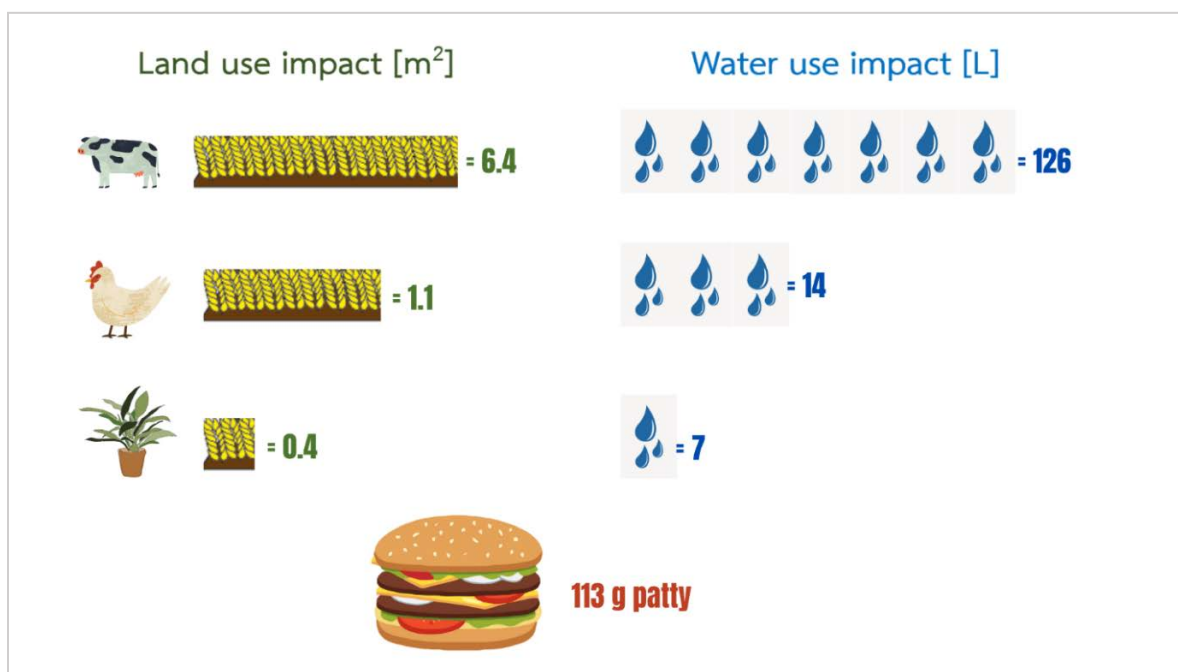 Land use impact [m²]
Water use impact [L]
= 6.4
= 126
= 1.1
= 14
= 0.4
= 7
113 g patty